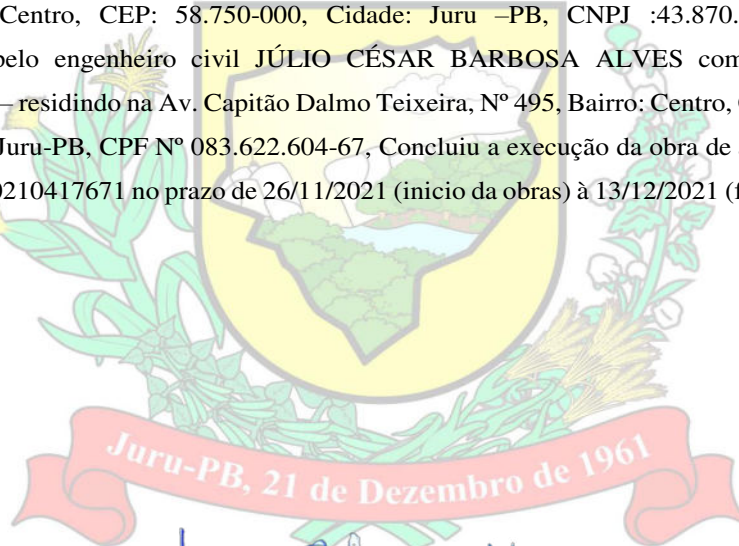 Centro, CEP: 58.750-000, Cidade: Juru –PB, CNPJ :43.870.
pelo engenheiro civil JÚLIO CÉSAR BARBOSA ALVES com
– residindo na Av. Capitão Dalmo Teixeira, Nº 495, Bairro: Centro,
Juru-PB, CPF Nº 083.622.604-67, Concluiu a execução da obra de
0210417671 no prazo de 26/11/2021 (inicio da obras) à 13/12/2021 (
Juru-PB, 21 de Dezembro de 1961